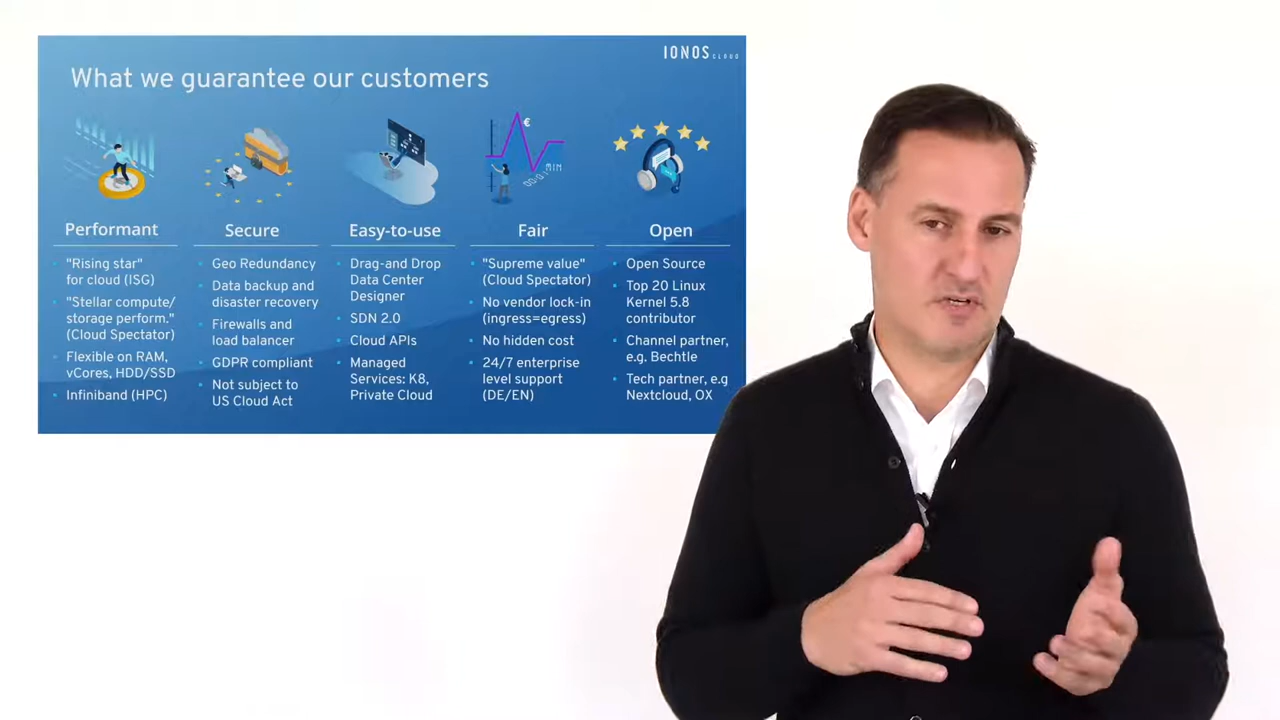 IONOS CLOUD
What we guarantee our customers
€
00:01 MIN
Performant
"Rising star"
for cloud (ISG)
"Stellar compute/
storage perform."
(Cloud Spectator)
Flexible on RAM,
vCores, HDD/SSD
Infiniband (HPC)
Secure
Geo Redundancy
Data backup and
disaster recovery
Firewalls and
load balancer
GDPR compliant
Not subject to
US Cloud Act
Easy-to-use
Drag-and Drop
Data Center
Designer
SDN 2.0
Cloud APIs
Managed
Services: K8,
Private Cloud
Fair
"Supreme value"
(Cloud Spectator)
No vendor lock-in
(ingress=egress)
No hidden cost
24/7 enterprise
level support
(DE/EN)
Open
Open Source
Top 20 Linux
Kernel 5.8
contributor
Channel partner,
e.g. Bechtle
Tech partner, e.g
Nextcloud, OX